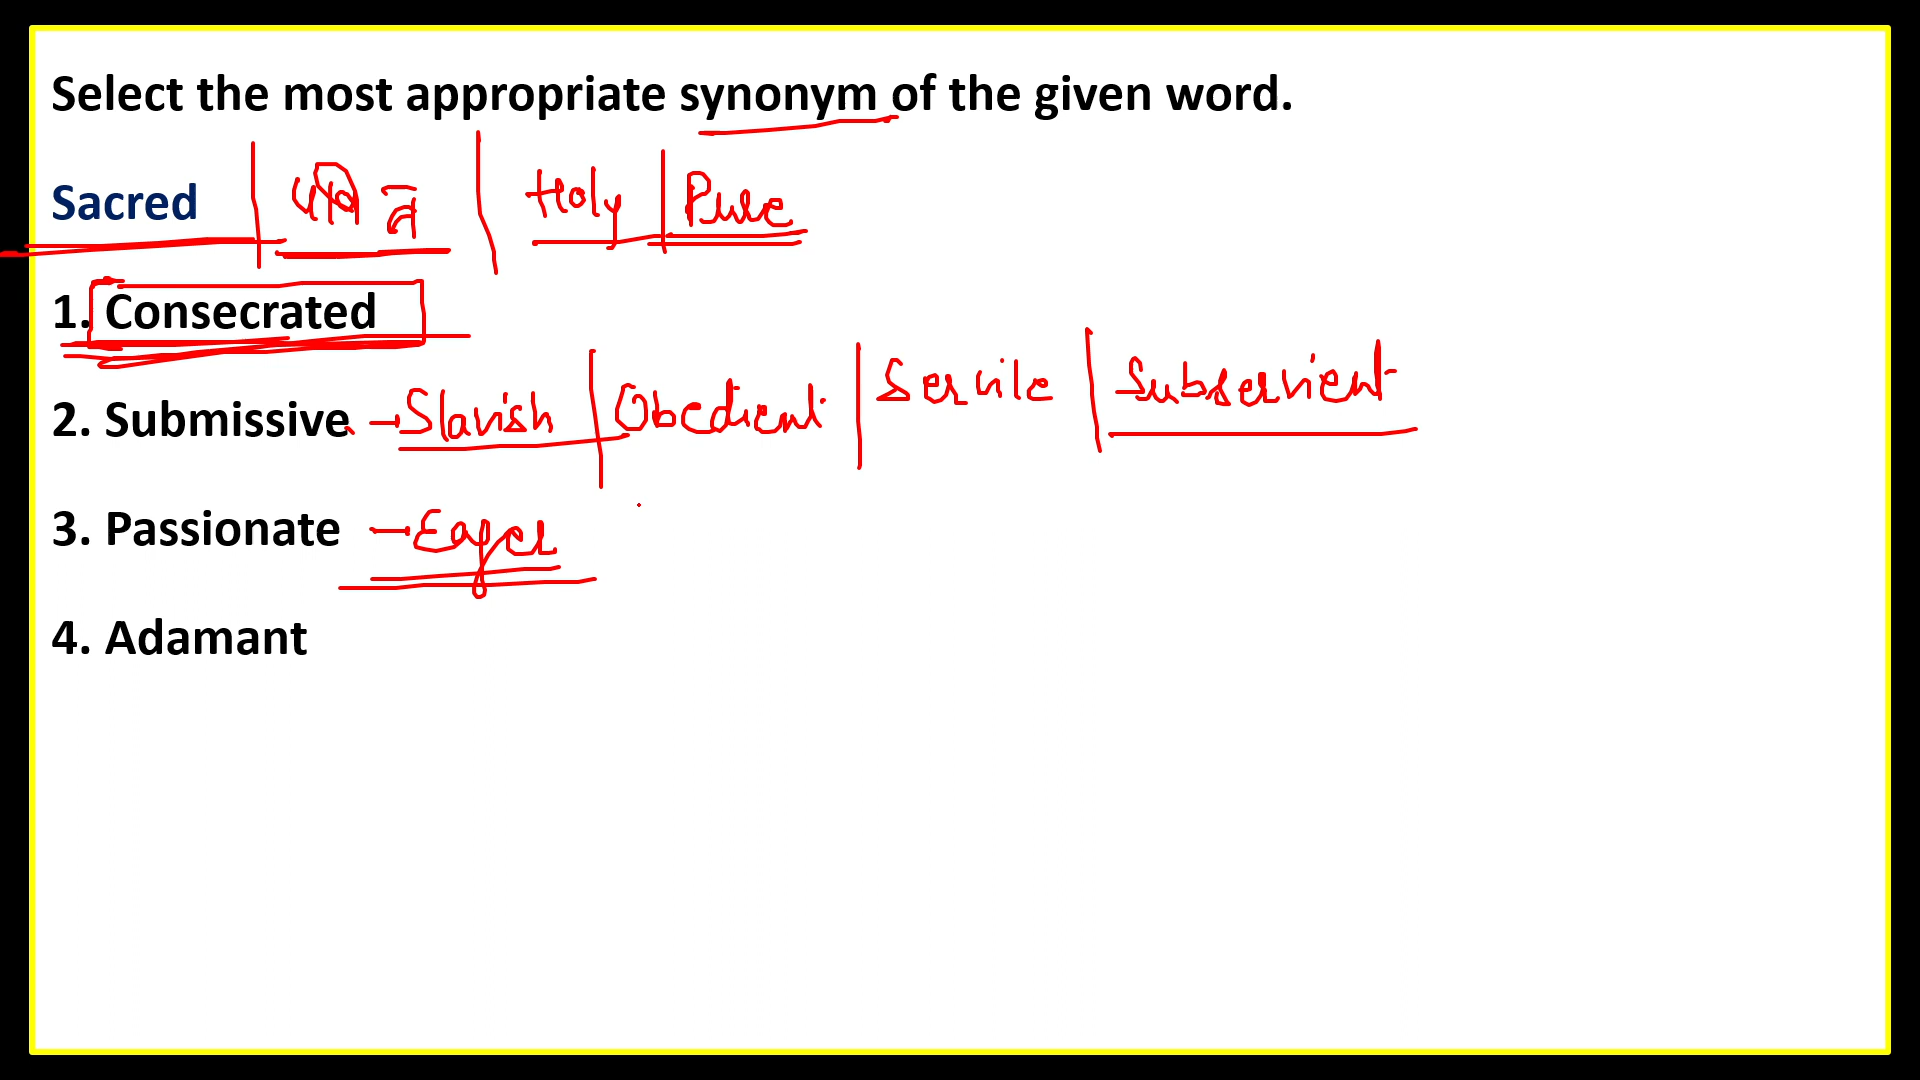 Select the most appropriate synonym of the given word.
Sacred | पवित्र | Holy | Pure
1. Consecrated
2. Submissive → Slavish | Obedient | Servile | Subservient
3. Passionate → Eager
4. Adamant